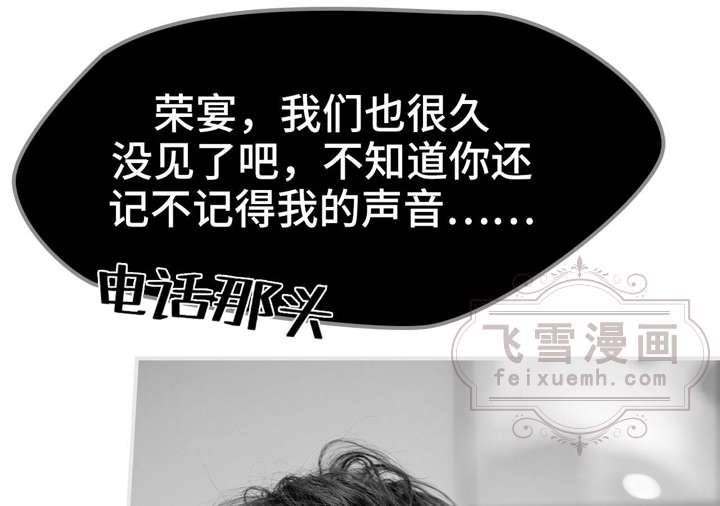 荣宴，我们也很久
没见了吧，不知道你还
记不记得我的声音……
电话那头
飞雪漫画
feixuemh.com